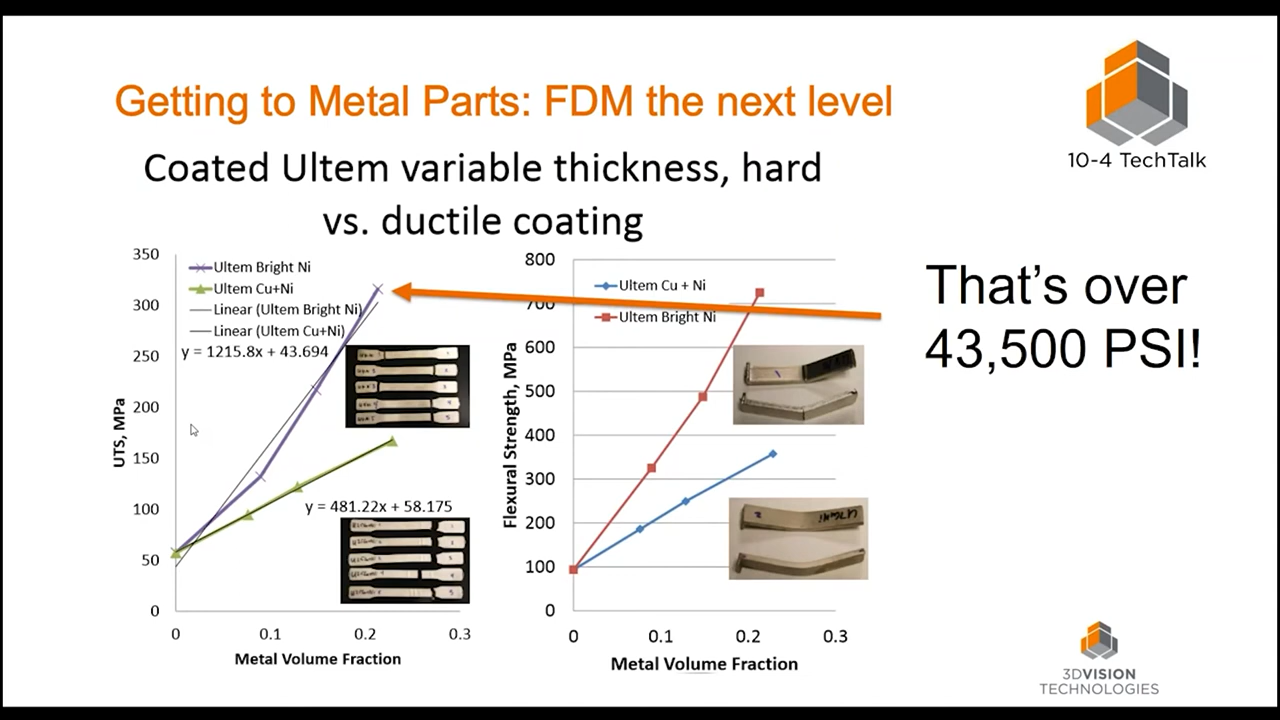 Getting to Metal Parts: FDM the next level
10-4 TechTalk
Coated Ultem variable thickness, hard
vs. ductile coating
350
300
250
200
150
100
50
0
UTS, MPa
Ultem Bright Ni
Ultem Cu+Ni
Linear (Ultem Bright Ni)
Linear (Ultem Cu+Ni)
y = 1215.8x + 43.694
y = 481.22x + 58.175
0
0.1
0.2
0.3
Metal Volume Fraction
800
700
600
500
400
300
200
100
0
Flexural Strength, MPa
Ultem Cu + Ni
Ultem Bright Ni
0
0.1
0.2
0.3
Metal Volume Fraction
That's over
43,500 PSI!
3DVISION
TECHNOLOGIES